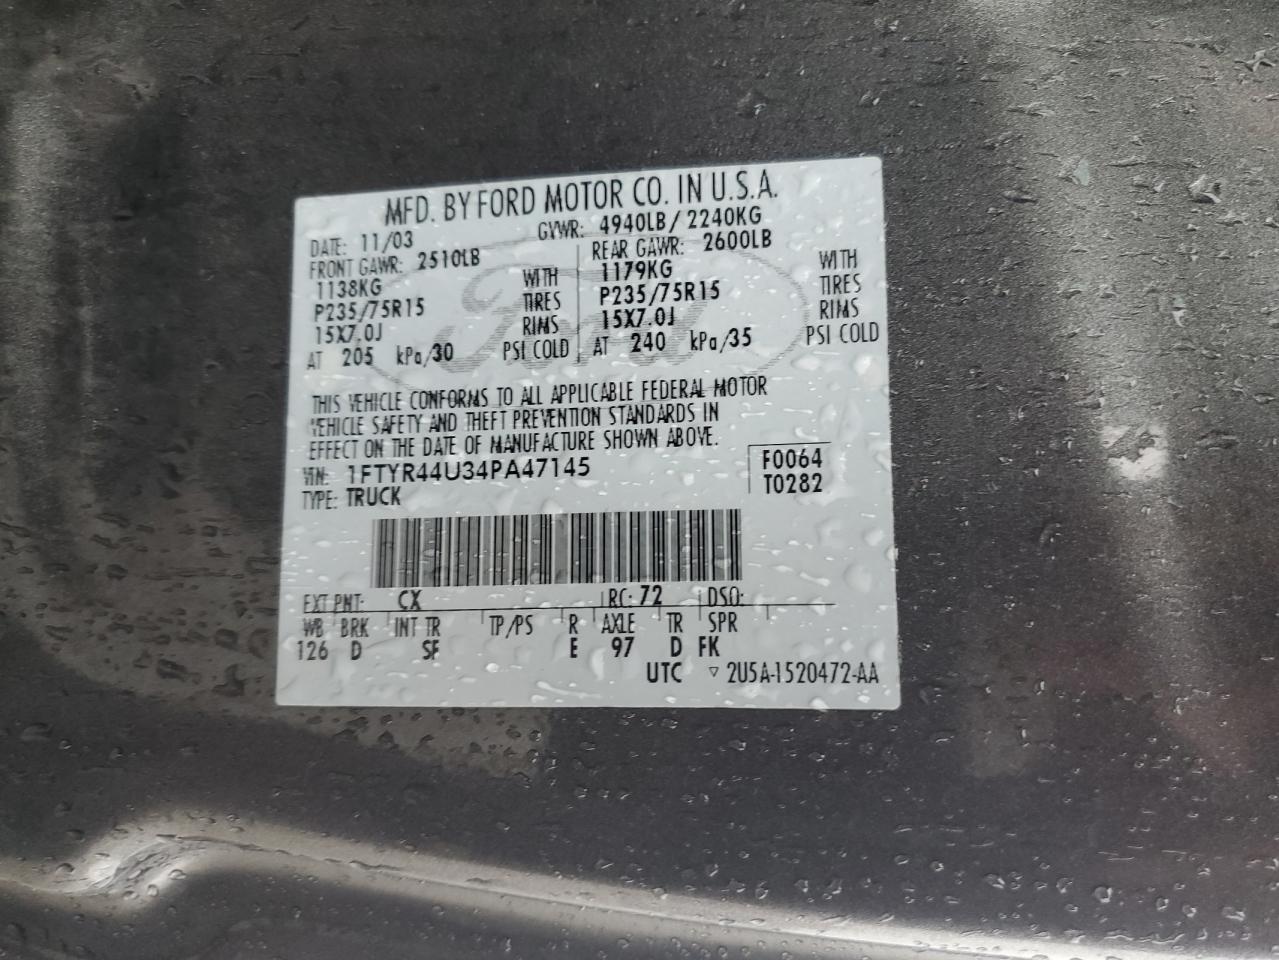 MFD. BY FORD MOTOR CO. IN U.S.A.
DATE: 11/03 GVWR: 4940LB/2240KG
FRONT GAWR: 2510LB REAR GAWR: 2600LB
1138KG WITH 1179KG WITH
P235/75R15 TIRES P235/75R15 TIRES
15X7.0J RIMS 15X7.0J RIMS
AT 205 kPa/30 PSI COLD AT 240 kPa/35 PSI COLD
Ford
THIS VEHICLE CONFORMS TO ALL APPLICABLE FEDERAL MOTOR
VEHICLE SAFETY AND THEFT PREVENTION STANDARDS IN
EFFECT ON THE DATE OF MANUFACTURE SHOWN ABOVE.
VIN: 1FTYR44U34PA47145 F0064
TYPE: TRUCK T0282
EXT PNT: CX RC: 72 DSO:
WB BRK INT TR TP/PS R AXLE TR SPR
126 D SF E 97 D FK
UTC ▽ 2U5A-1520472-AA